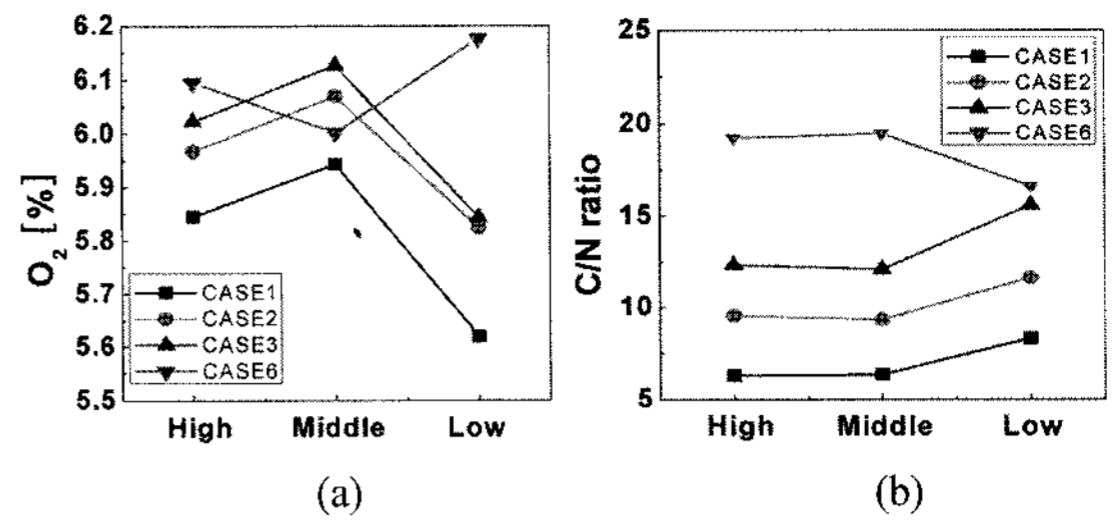 6.2
6.1
6.0
5.9
5.8
5.7
5.6
5.5
O₂ [%]
CASE1
CASE2
CASE3
CASE6
High Middle Low
(a)
25
20
15
10
5
C/N ratio
CASE1
CASE2
CASE3
CASE6
High Middle Low
(b)